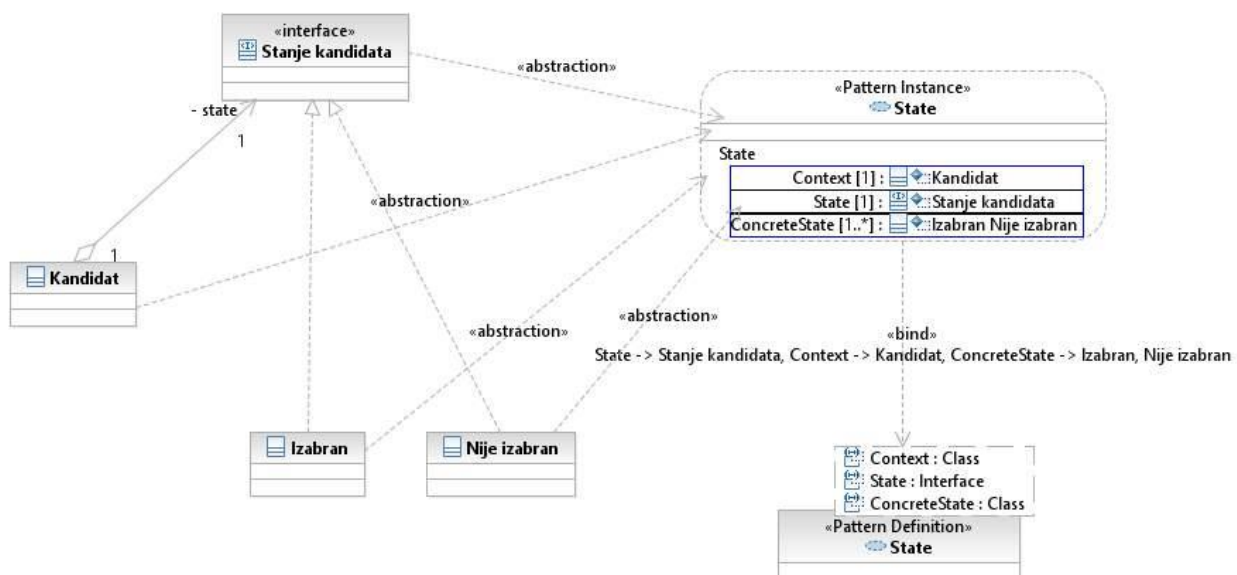 «interface»
Stanje kandidata
«abstraction»
- state
1
«Pattern Instance»
State
State
Context [1] : Kandidat
State [1] : Stanje kandidata
ConcreteState [1..*] : Izabran Nije izabran
«abstraction»
1
Kandidat
«abstraction»
«abstraction»
«bind»
State -> Stanje kandidata, Context -> Kandidat, ConcreteState -> Izabran, Nije izabran
Izabran
Nije izabran
Context : Class
State : Interface
ConcreteState : Class
«Pattern Definition»
State